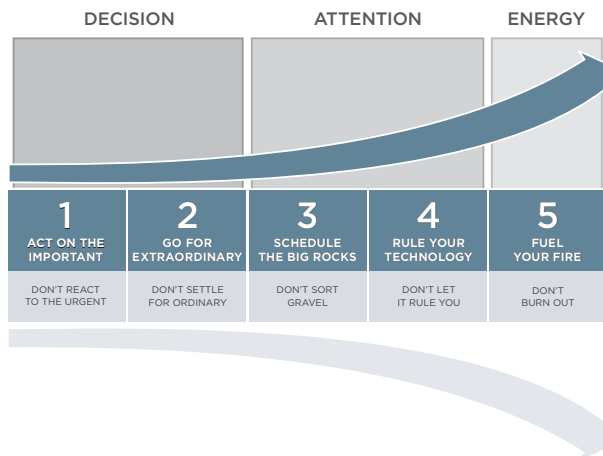 DECISION
ATTENTION
ENERGY
1
ACT ON THE
IMPORTANT
2
GO FOR
EXTRAORDINARY
3
SCHEDULE
THE BIG ROCKS
4
RULE YOUR
TECHNOLOGY
5
FUEL
YOUR FIRE
DON'T REACT
TO THE URGENT
DON'T SETTLE
FOR ORDINARY
DON'T SORT
GRAVEL
DON'T LET
IT RULE YOU
DON'T
BURN OUT